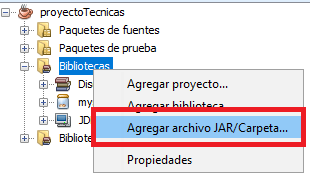 proyectoTecnicas
Paquetes de fuentes
Paquetes de prueba
Bibliotecas
Dis
Agregar proyecto...
my
Agregar biblioteca...
Agregar archivo JAR/Carpeta...
JD
Propiedades